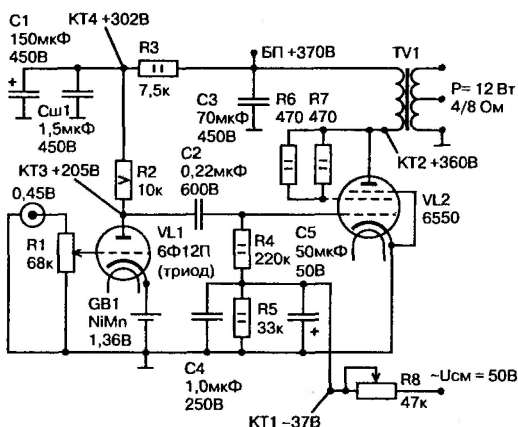 C1
150мкФ
450В
КТ4 +302В
R3
7,5к
БП +370В
TV1
Р= 12 Вт
4/8 Ом
Cш1
1,5мкФ
450В
C3
70мкФ
450В
R6
470
R7
470
КТ2 +360В
КТ3 +205В
R2
10к
C2
0,22мкФ
600В
VL2
6550
0,45В
R1
68к
VL1
6Ф12П
(триод)
R4
220к
C5
50мкФ
50В
GB1
NiMn
1,36В
R5
33к
C4
1,0мкФ
250В
R8
47к
~Uсм = 50В
КТ1 –37В